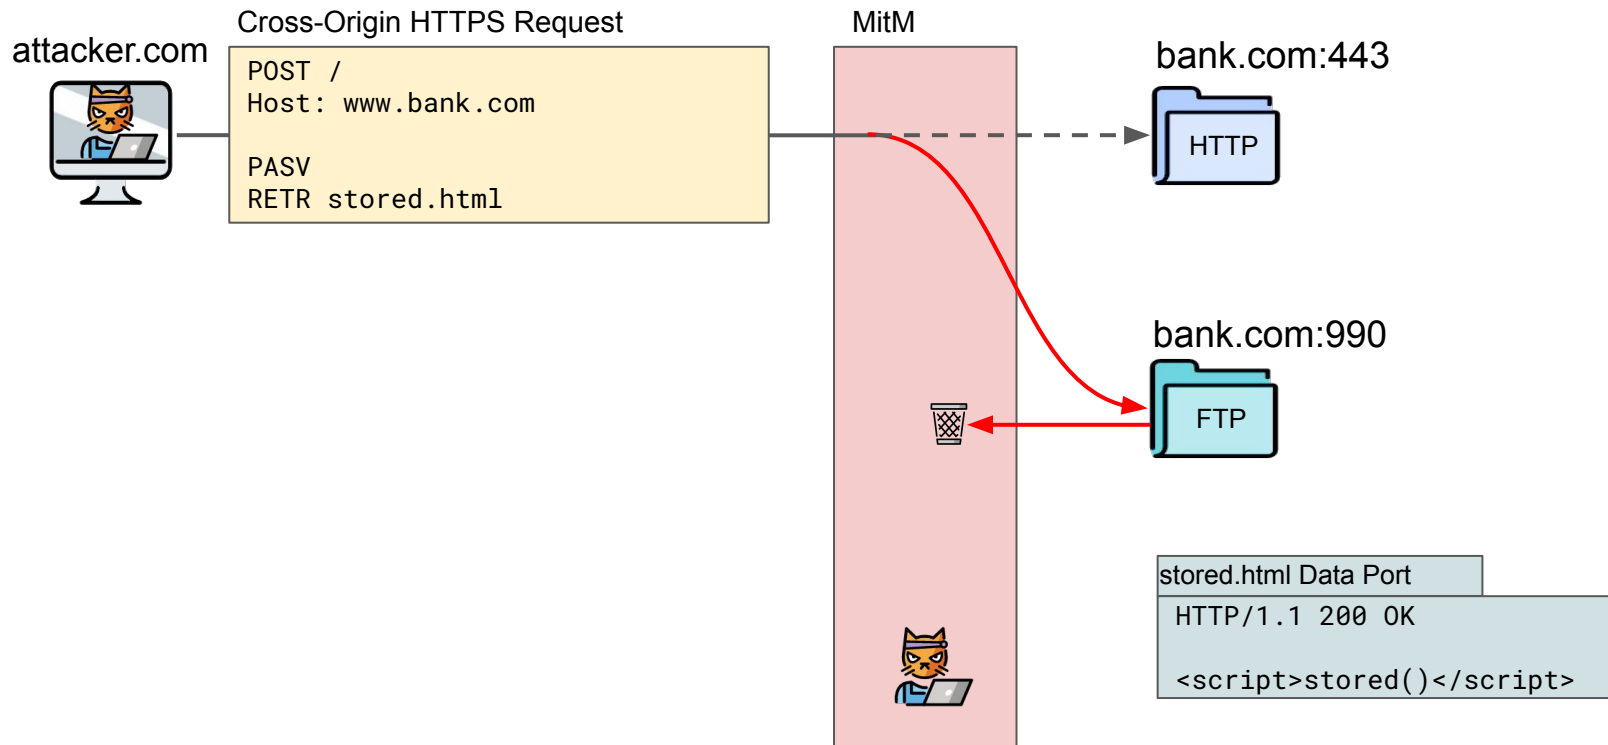 Cross-Origin HTTPS Request
MitM
attacker.com
POST /
Host: www.bank.com
PASV
RETR stored.html
bank.com:443
HTTP
bank.com:990
FTP
stored.html Data Port
HTTP/1.1 200 OK
<script>stored()</script>